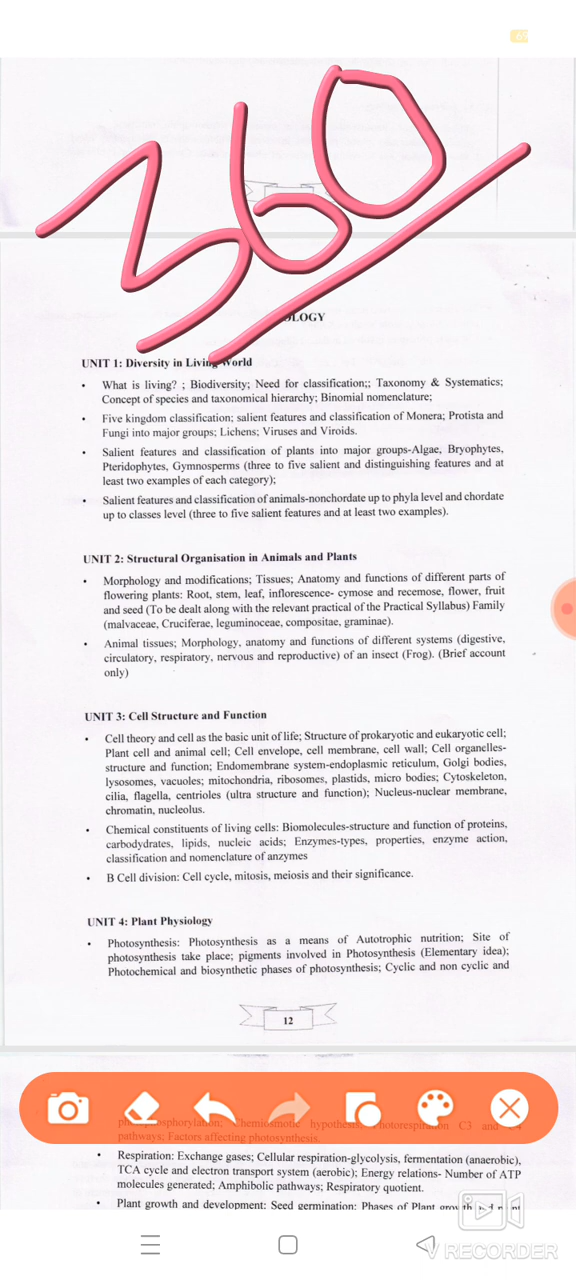 360
OLOGY
UNIT 1: Diversity in Living World
• What is living? ; Biodiversity; Need for classification;; Taxonomy & Systematics;
Concept of species and taxonomical hierarchy; Binomial nomenclature;
• Five kingdom classification; salient features and classification of Monera; Protista and
Fungi into major groups; Lichens; Viruses and Viroids.
• Salient features and classification of plants into major groups-Algae, Bryophytes,
Pteridophytes, Gymnosperms (three to five salient and distinguishing features and at
least two examples of each category);
• Salient features and classification of animals-nonchordate up to phyla level and chordate
up to classes level (three to five salient features and at least two examples).
UNIT 2: Structural Organisation in Animals and Plants
• Morphology and modifications; Tissues; Anatomy and functions of different parts of
flowering plants: Root, stem, leaf, inflorescence- cymose and recemose, flower, fruit
and seed (To be dealt along with the relevant practical of the Practical Syllabus) Family
(malvaceae, Cruciferae, leguminoceae, compositae, graminae).
• Animal tissues; Morphology, anatomy and functions of different systems (digestive,
circulatory, respiratory, nervous and reproductive) of an insect (Frog). (Brief account
only)
UNIT 3: Cell Structure and Function
• Cell theory and cell as the basic unit of life; Structure of prokaryotic and eukaryotic cell;
Plant cell and animal cell; Cell envelope, cell membrane, cell wall; Cell organelles-
structure and function; Endomembrane system-endoplasmic reticulum, Golgi bodies,
lysosomes, vacuoles; mitochondria, ribosomes, plastids, micro bodies; Cytoskeleton,
cilia, flagella, centrioles (ultra structure and function); Nucleus-nuclear membrane,
chromatin, nucleolus.
• Chemical constituents of living cells: Biomolecules-structure and function of proteins,
carbodydrates, lipids, nucleic acids; Enzymes-types, properties, enzyme action,
classification and nomenclature of anzymes
• B Cell division: Cell cycle, mitosis, meiosis and their significance.
UNIT 4: Plant Physiology
• Photosynthesis: Photosynthesis as a means of Autotrophic nutrition; Site of
photosynthesis take place; pigments involved in Photosynthesis (Elementary idea);
Photochemical and biosynthetic phases of photosynthesis; Cyclic and non cyclic and
12
phosphorylation; Chemiosmotic hypothesis; Photorespiration C3 and C4
pathways; Factors affecting photosynthesis.
• Respiration: Exchange gases; Cellular respiration-glycolysis, fermentation (anaerobic),
TCA cycle and electron transport system (aerobic); Energy relations- Number of ATP
molecules generated; Amphibolic pathways; Respiratory quotient.
• Plant growth and development: Seed germination; Phases of Plant growth and plant
V RECORDER